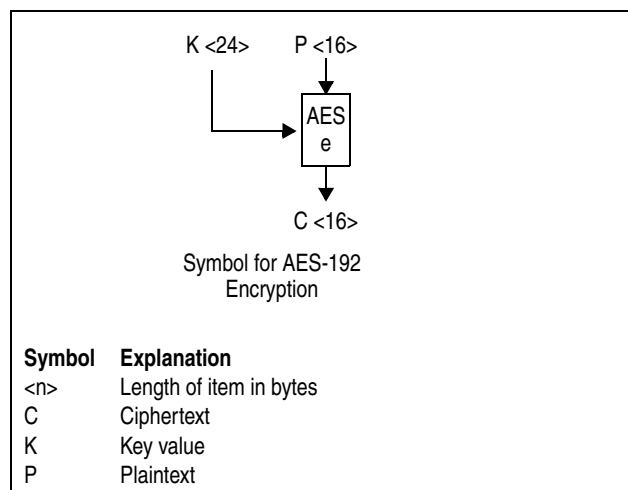 K <24> P <16>
AES
e
C <16>
Symbol for AES-192
Encryption
Symbol Explanation
<n> Length of item in bytes
C Ciphertext
K Key value
P Plaintext